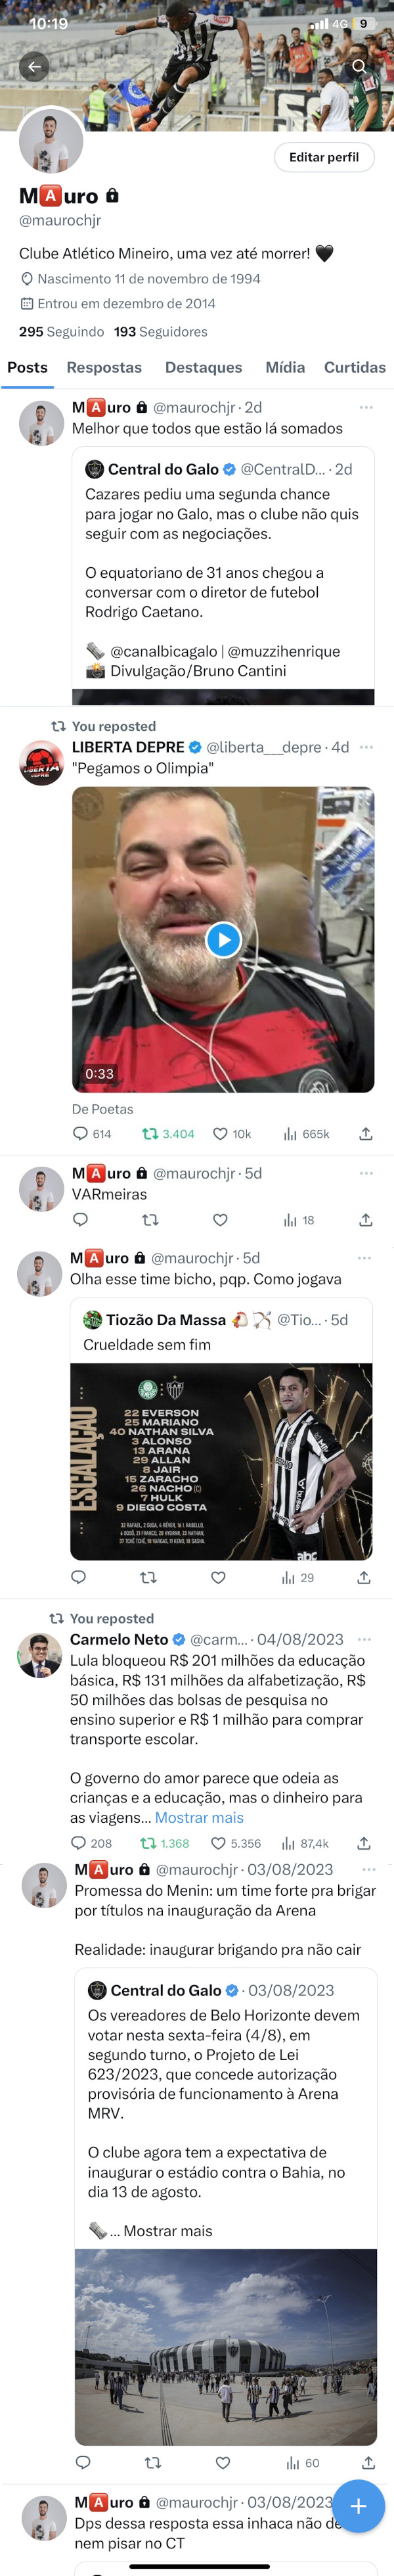 10:19
4G 9
Editar perfil
M🅰️uro 🔒
@maurochjr
Clube Atlético Mineiro, uma vez até morrer! 🖤
Nascimento 11 de novembro de 1994
Entrou em dezembro de 2014
295 Seguindo 193 Seguidores
Posts Respostas Destaques Mídia Curtidas
M🅰️uro 🔒 @maurochjr · 2d
Melhor que todos que estão lá somados
Central do Galo @CentralD... · 2d
Cazares pediu uma segunda chance
para jogar no Galo, mas o clube não quis
seguir com as negociações.
O equatoriano de 31 anos chegou a
conversar com o diretor de futebol
Rodrigo Caetano.
🗞️ @canalbicagalo | @muzzihenrique
📸 Divulgação/Bruno Cantini
You reposted
LIBERTA DEPRE @liberta___depre · 4d
"Pegamos o Olimpia"
LIBERTA
DEPRE
0:33
De Poetas
614 3.404 10k 665k
M🅰️uro 🔒 @maurochjr · 5d
VARmeiras
18
M🅰️uro 🔒 @maurochjr · 5d
Olha esse time bicho, pqp. Como jogava
Tiozão Da Massa 🐔🏹 @Tio... · 5d
Crueldade sem fim
ESCALAÇÃO
22 EVERSON
25 MARIANO
40 NATHAN SILVA
3 ALONSO
13 ARANA
29 ALLAN
8 JAIR
15 ZARACHO
26 NACHO (C)
7 HULK
9 DIEGO COSTA
abc
29
You reposted
Carmelo Neto @carm... · 04/08/2023
Lula bloqueou R$ 201 milhões da educação
básica, R$ 131 milhões da alfabetização, R$
50 milhões das bolsas de pesquisa no
ensino superior e R$ 1 milhão para comprar
transporte escolar.
O governo do amor parece que odeia as
crianças e a educação, mas o dinheiro para
as viagens... Mostrar mais
208 1.368 5.356 87,4k
M🅰️uro 🔒 @maurochjr · 03/08/2023
Promessa do Menin: um time forte pra brigar
por títulos na inauguração da Arena
Realidade: inaugurar brigando pra não cair
Central do Galo · 03/08/2023
Os vereadores de Belo Horizonte devem
votar nesta sexta-feira (4/8), em
segundo turno, o Projeto de Lei
623/2023, que concede autorização
provisória de funcionamento à Arena
MRV.
O clube agora tem a expectativa de
inaugurar o estádio contra o Bahia, no
dia 13 de agosto.
🗞️ ... Mostrar mais
60
M🅰️uro 🔒 @maurochjr · 03/08/2023
Dps dessa resposta essa inhaca não de
nem pisar no CT